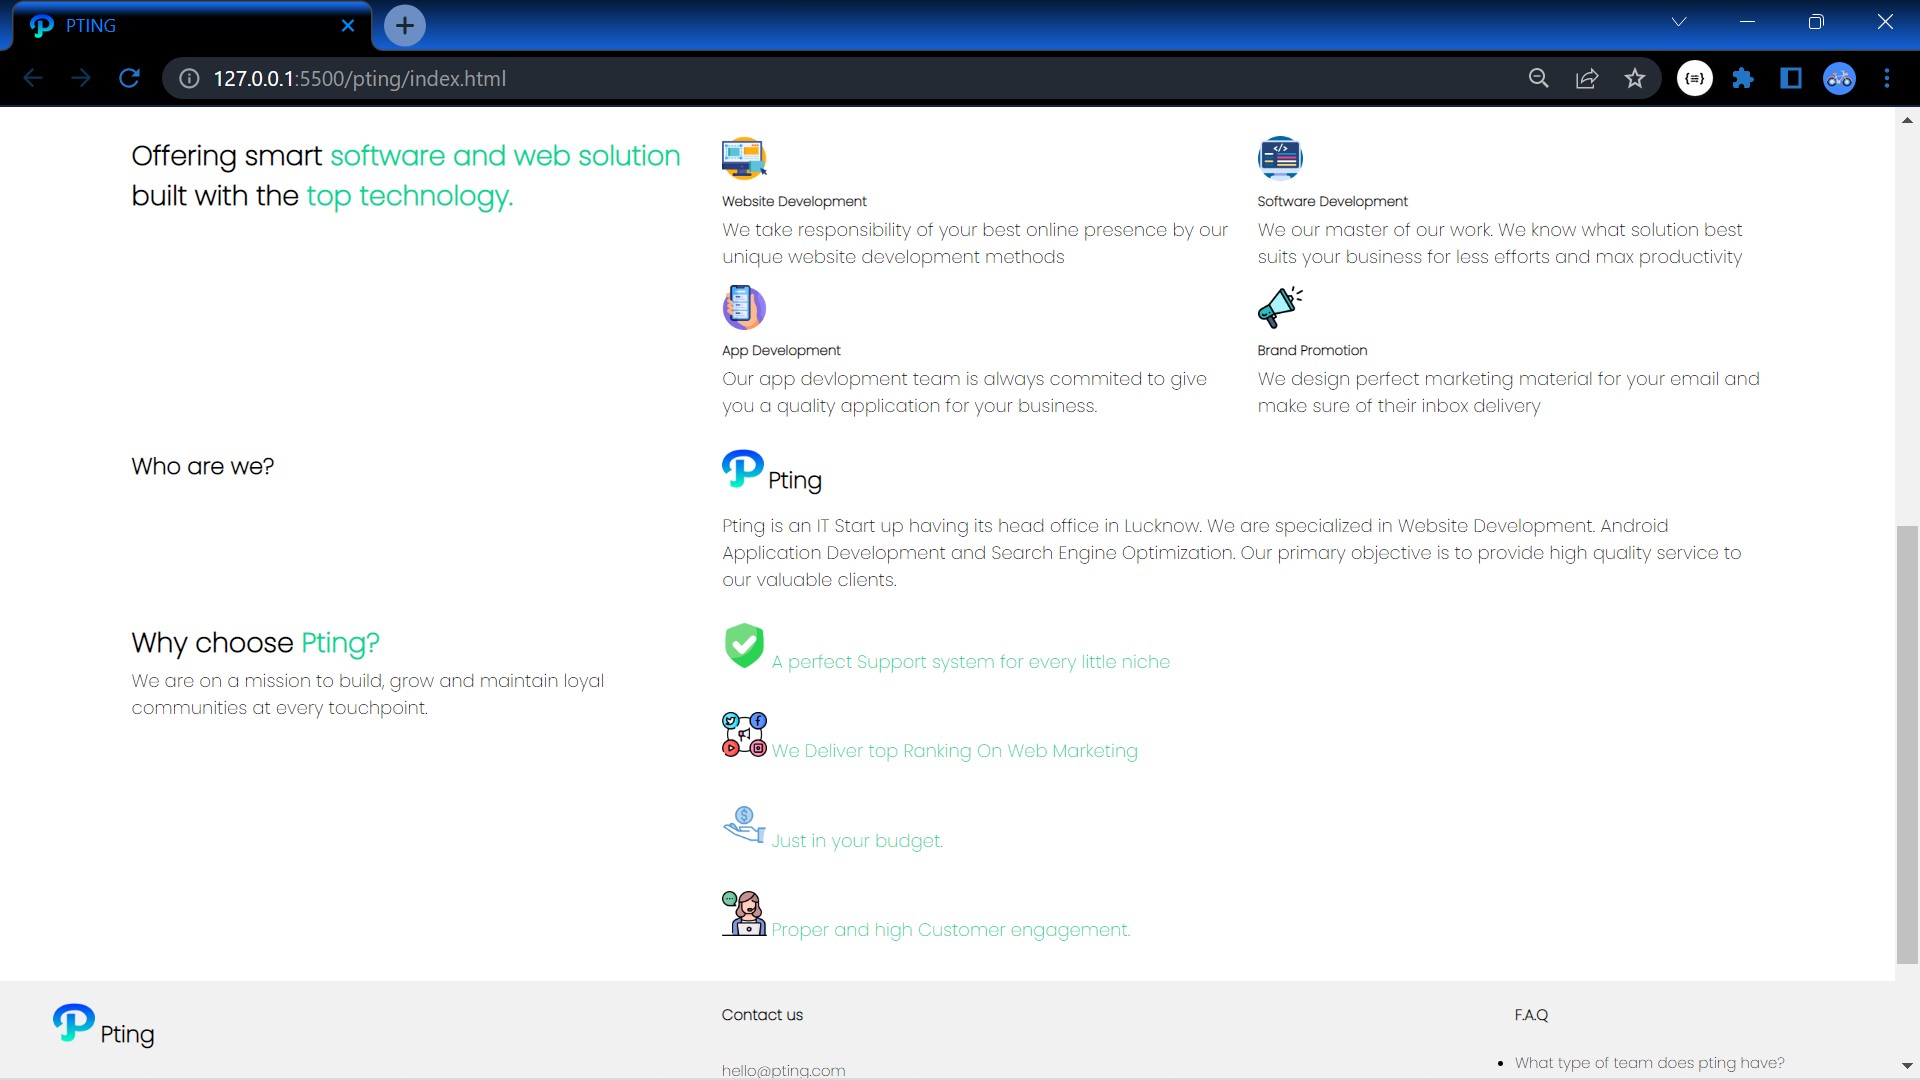 PTING
127.0.0.1:5500/pting/index.html
Offering smart software and web solution
built with the top technology.
Website Development
We take responsibility of your best online presence by our
unique website development methods
Software Development
We our master of our work. We know what solution best
suits your business for less efforts and max productivity
App Development
Our app devlopment team is always commited to give
you a quality application for your business.
Brand Promotion
We design perfect marketing material for your email and
make sure of their inbox delivery
Who are we?
Pting
Pting is an IT Start up having its head office in Lucknow. We are specialized in Website Development. Android
Application Development and Search Engine Optimization. Our primary objective is to provide high quality service to
our valuable clients.
Why choose Pting?
We are on a mission to build, grow and maintain loyal
communities at every touchpoint.
A perfect Support system for every little niche
We Deliver top Ranking On Web Marketing
Just in your budget.
Proper and high Customer engagement.
Pting
Contact us
hello@pting.com
F.A.Q
• What type of team does pting have?